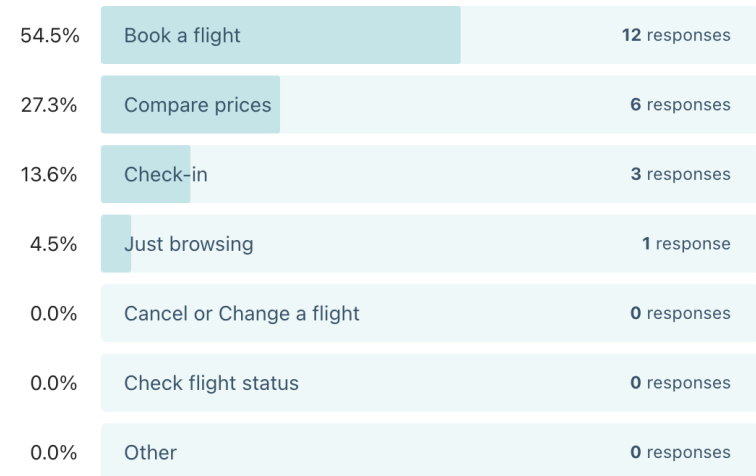 54.5% Book a flight 12 responses
27.3% Compare prices 6 responses
13.6% Check-in 3 responses
4.5% Just browsing 1 response
0.0% Cancel or Change a flight 0 responses
0.0% Check flight status 0 responses
0.0% Other 0 responses